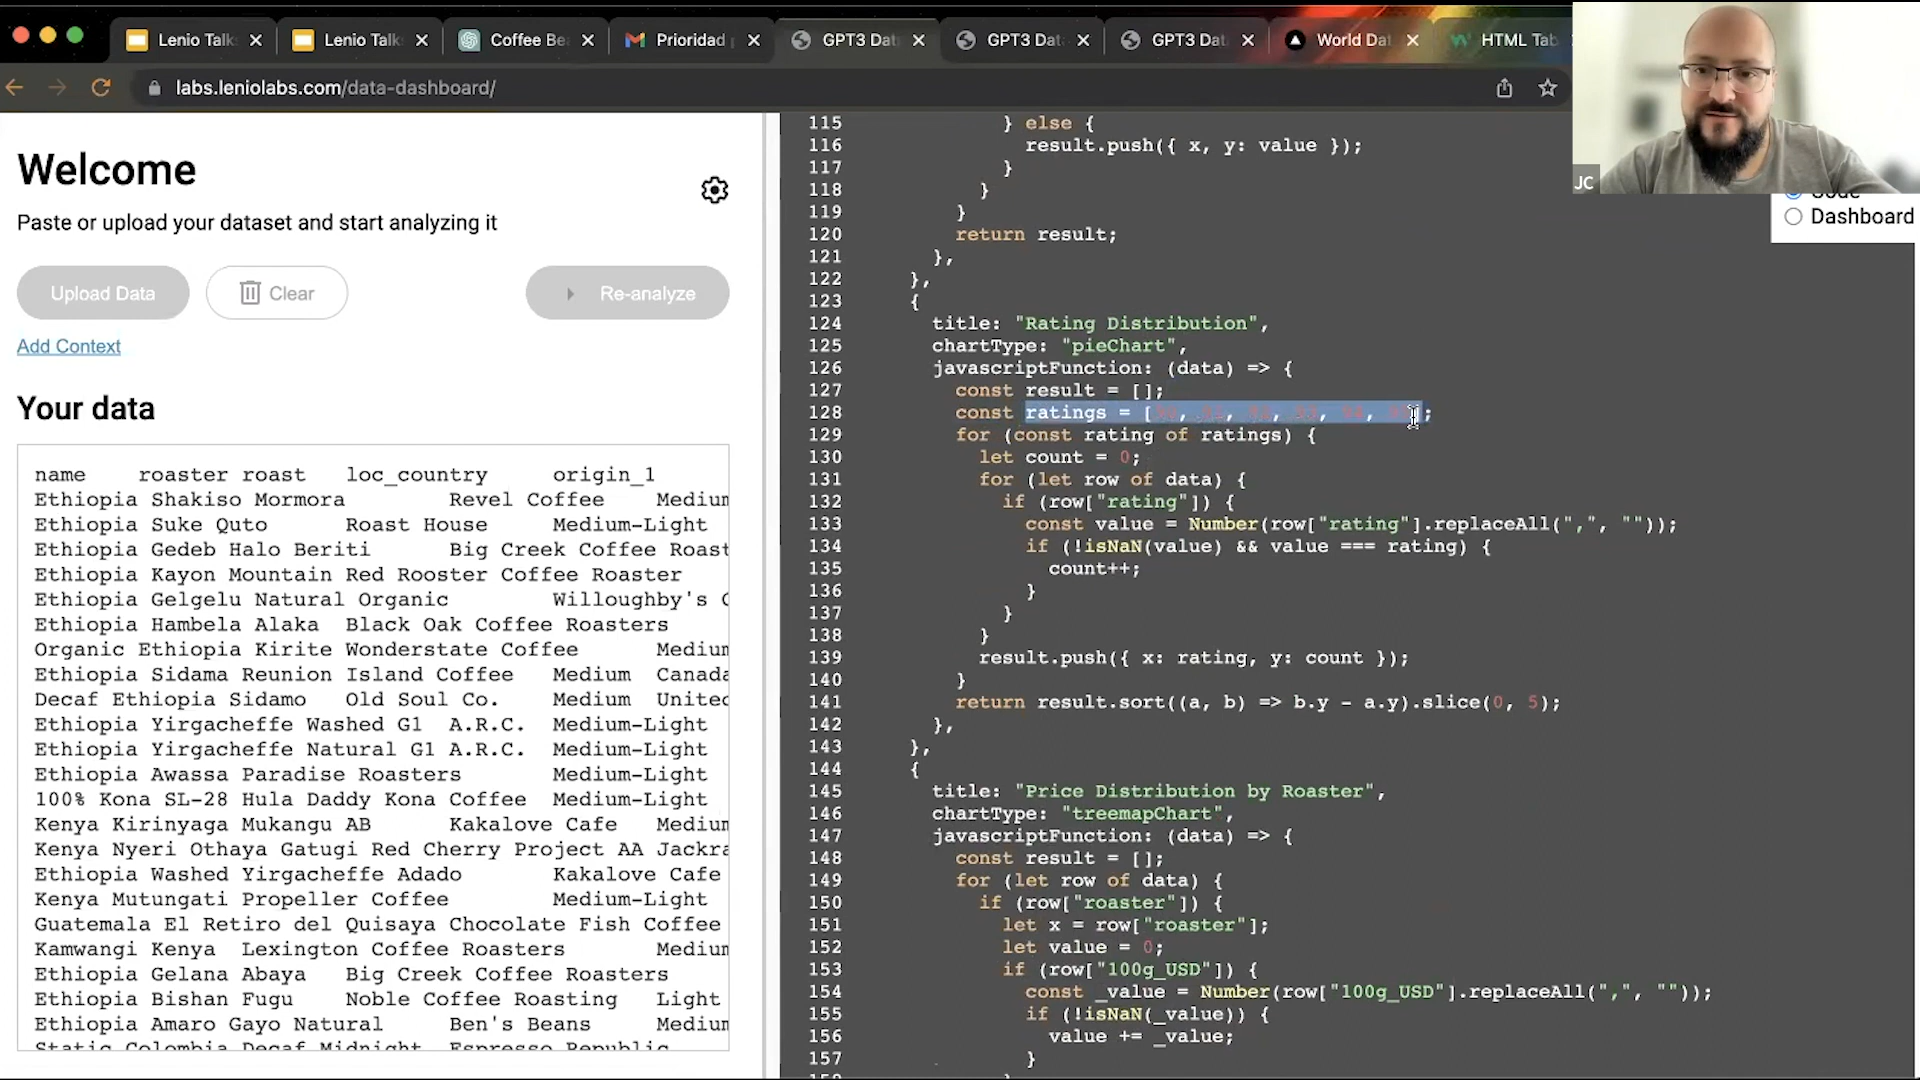 Lenio Talk
Lenio Talk
Coffee Be
Prioridad
GPT3 Dat
GPT3 Dat
GPT3 Dat
World Dat
HTML Tab
labs.leniolabs.com/data-dashboard/
JC
Dashboard
Welcome
Paste or upload your dataset and start analyzing it
Upload Data
Clear
Re-analyze
Add Context
Your data
name roaster roast loc_country origin_1
Ethiopia Shakiso Mormora Revel Coffee Medium
Ethiopia Suke Quto Roast House Medium-Light
Ethiopia Gedeb Halo Beriti Big Creek Coffee Roast
Ethiopia Kayon Mountain Red Rooster Coffee Roaster
Ethiopia Gelgelu Natural Organic Willoughby's
Ethiopia Hambela Alaka Black Oak Coffee Roasters
Organic Ethiopia Kirite Wonderstate Coffee Medium
Ethiopia Sidama Reunion Island Coffee Medium Canada
Decaf Ethiopia Sidamo Old Soul Co. Medium United
Ethiopia Yirgacheffe Washed G1 A.R.C. Medium-Light
Ethiopia Yirgacheffe Natural G1 A.R.C. Medium-Light
Ethiopia Awassa Paradise Roasters Medium-Light
100% Kona SL-28 Hula Daddy Kona Coffee Medium-Light
Kenya Kirinyaga Mukangu AB Kakalove Cafe Medium
Kenya Nyeri Othaya Gatugi Red Cherry Project AA Jackra
Ethiopia Washed Yirgacheffe Adado Kakalove Cafe
Kenya Mutungati Propeller Coffee Medium-Light
Guatemala El Retiro del Quisaya Chocolate Fish Coffee
Kamwangi Kenya Lexington Coffee Roasters Medium
Ethiopia Gelana Abaya Big Creek Coffee Roasters
Ethiopia Bishan Fugu Noble Coffee Roasting Light
Ethiopia Amaro Gayo Natural Ben's Beans Medium
Static Colombia Decaf Midnight Espresso Republic
115 } else {
116 result.push({ x, y: value });
117 }
118 }
119 }
120 return result;
121 },
122 },
123 {
124 title: "Rating Distribution",
125 chartType: "pieChart",
126 javascriptFunction: (data) => {
127 const result = [];
128 const ratings = [
129 for (const rating of ratings) {
130 let count = 0;
131 for (let row of data) {
132 if (row["rating"]) {
133 const value = Number(row["rating"].replaceAll(",", ""));
134 if (!isNaN(value) && value === rating) {
135 count++;
136 }
137 }
138 }
139 result.push({ x: rating, y: count });
140 }
141 return result.sort((a, b) => b.y - a.y).slice(0, 5);
142 },
143 },
144 {
145 title: "Price Distribution by Roaster",
146 chartType: "treemapChart",
147 javascriptFunction: (data) => {
148 const result = [];
149 for (let row of data) {
150 if (row["roaster"]) {
151 let x = row["roaster"];
152 let value = 0;
153 if (row["100g_USD"]) {
154 const _value = Number(row["100g_USD"].replaceAll(",", ""));
155 if (!isNaN(_value)) {
156 value += _value;
157 }